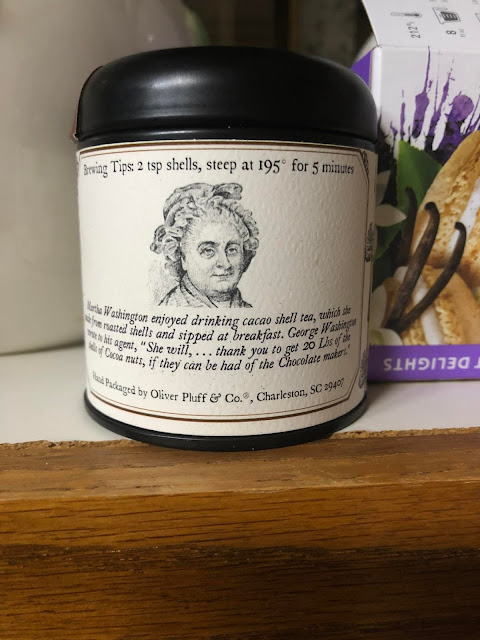 Brewing Tips: 2 tsp shells, steep at 195° for 5 minutes
Martha Washington enjoyed drinking cacao shell tea, which she
made from roasted shells and sipped at breakfast. George Washington
wrote to his agent, "She will, . . . thank you to get 20 Lbs of the
shells of Cocoa nuts, if they can be had of the Chocolate makers".
Hand Packaged by Oliver Pluff & Co.®, Charleston, SC 29407
212°
8
DELIGHTS